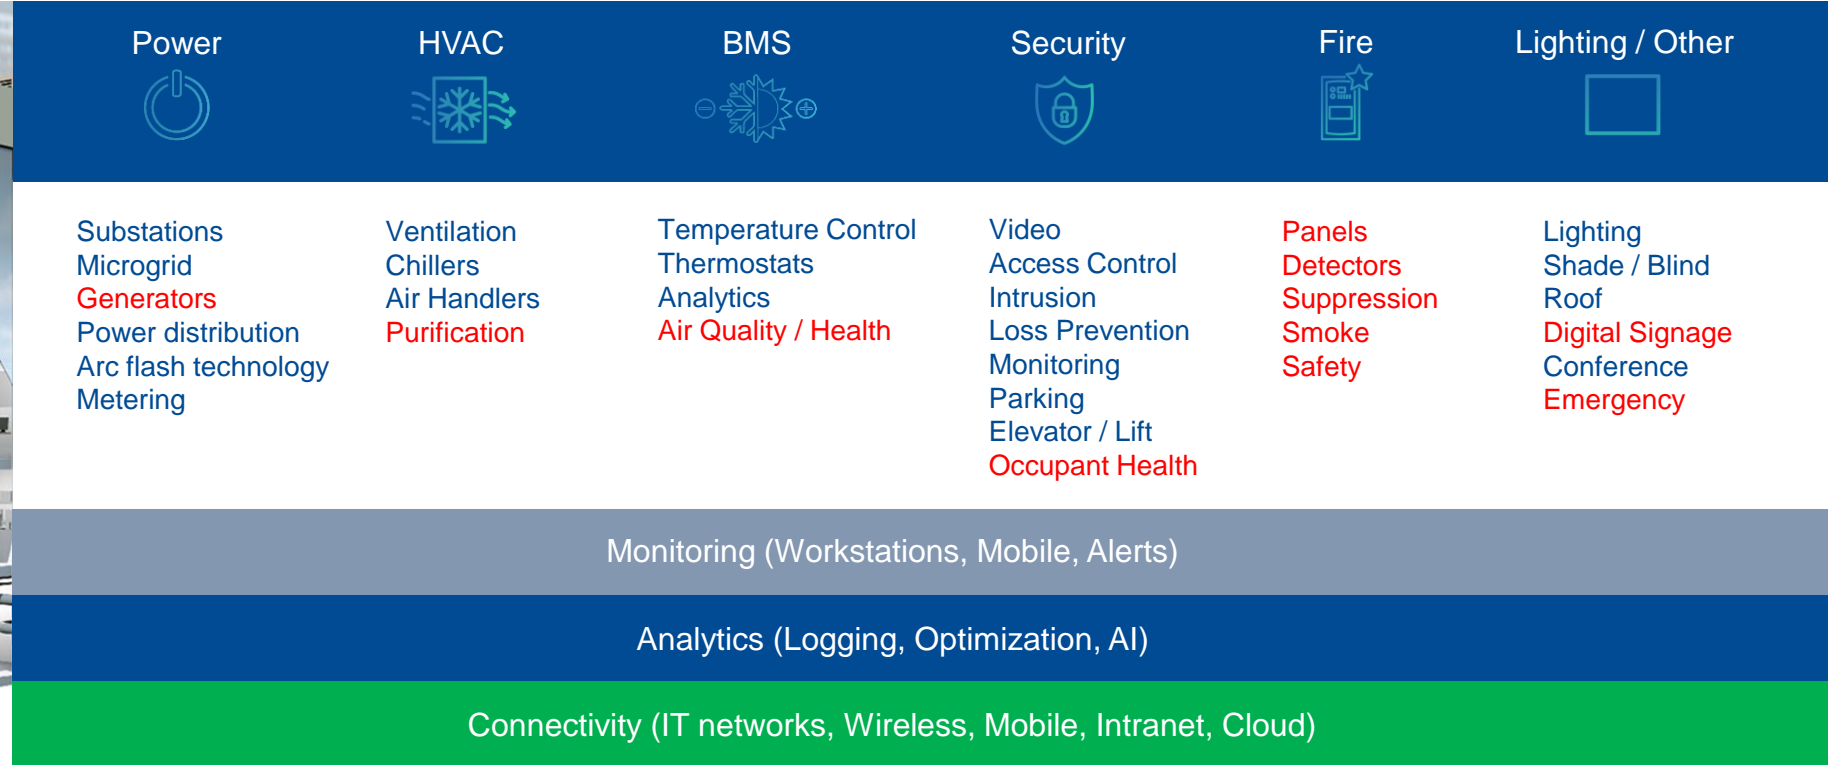 Power
HVAC
BMS
Security
Fire
Lighting / Other
Substations
Microgrid
Generators
Power distribution
Arc flash technology
Metering
Ventilation
Chillers
Air Handlers
Purification
Temperature Control
Thermostats
Analytics
Air Quality / Health
Video
Access Control
Intrusion
Loss Prevention
Monitoring
Parking
Elevator / Lift
Occupant Health
Panels
Detectors
Suppression
Smoke
Safety
Lighting
Shade / Blind
Roof
Digital Signage
Conference
Emergency
Monitoring (Workstations, Mobile, Alerts)
Analytics (Logging, Optimization, AI)
Connectivity (IT networks, Wireless, Mobile, Intranet, Cloud)